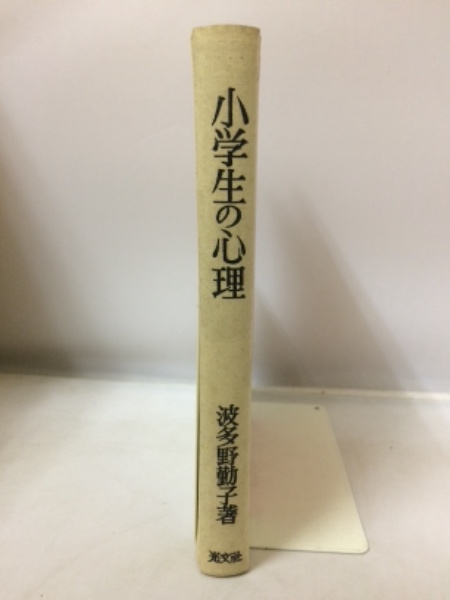 小学生の心理
波多野勤子著
光文社